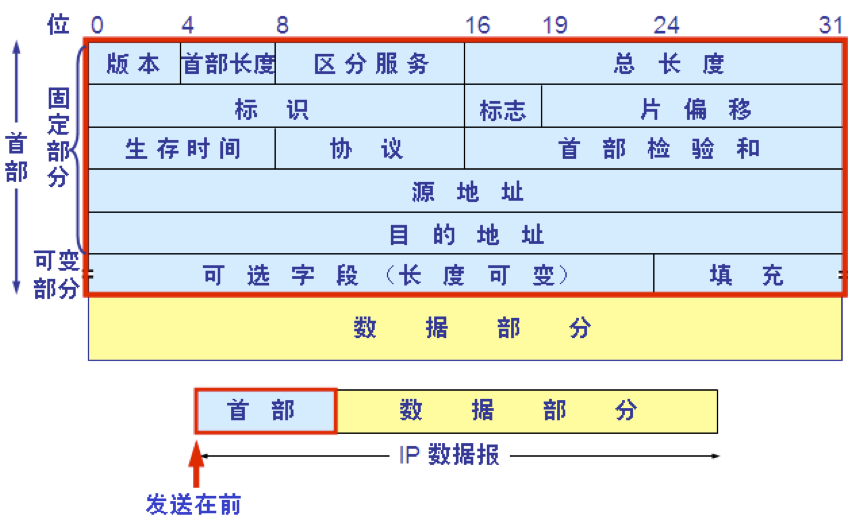 位 0 4 8 16 19 24 31
版本 首部长度 区分服务 总长度
标识 标志 片偏移
生存时间 协议 首部检验和
源地址
目的地址
可选字段（长度可变） 填充
数据部分
首部
固定部分
可变部分
首部 数据部分
IP 数据报
发送在前